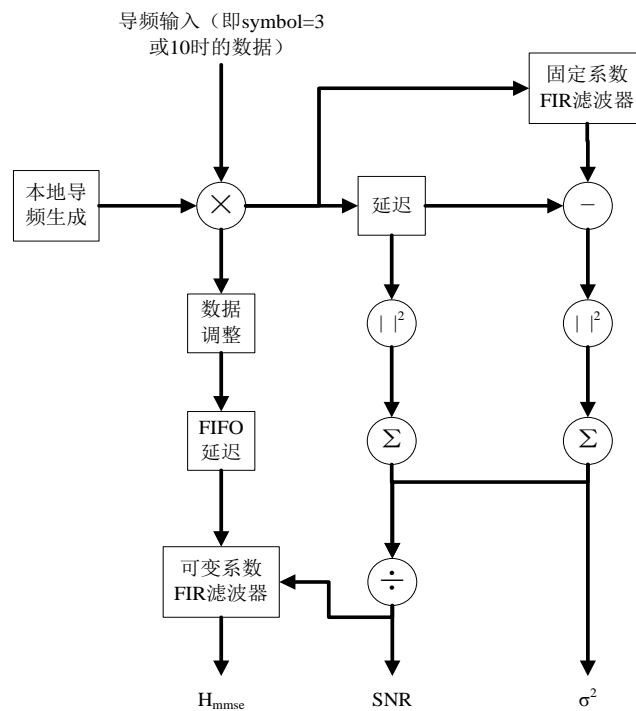 导频输入（即symbol=3
或10时的数据）
固定系数
FIR滤波器
本地导
频生成
×
延迟
−
数据
调整
| |²
| |²
FIFO
延迟
Σ
Σ
可变系数
FIR滤波器
÷
Hmmse
SNR
σ²